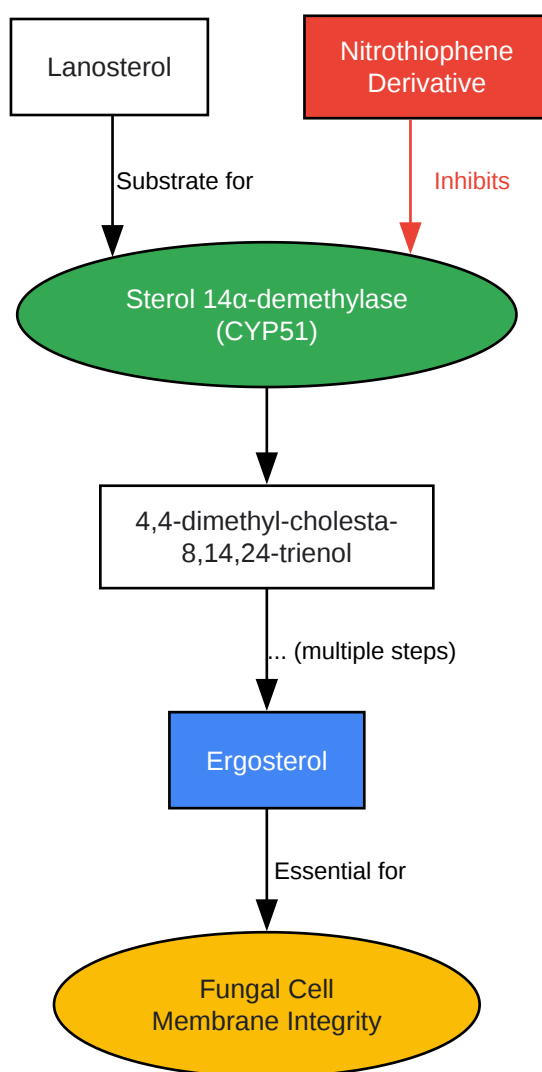 Lanosterol
Nitrothiophene
Derivative
Substrate for
Inhibits
Sterol 14α-demethylase
(CYP51)
4,4-dimethyl-cholesta-
8,14,24-trienol
... (multiple steps)
Ergosterol
Essential for
Fungal Cell
Membrane Integrity